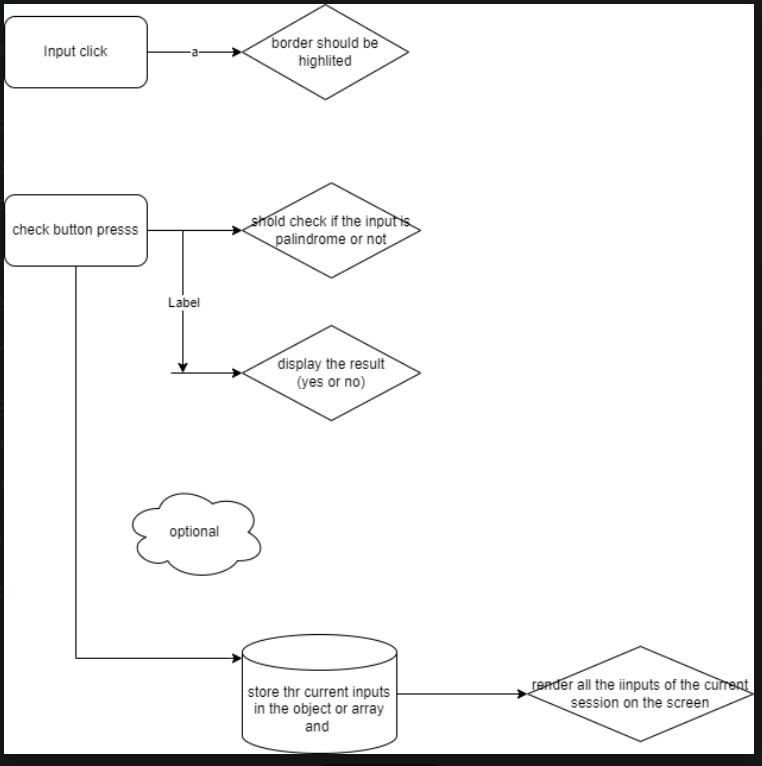 Input click
a
border should be
highlited
check button presss
shold check if the input is
palindrome or not
Label
display the result
(yes or no)
optional
store thr current inputs
in the object or array
and
render all the iinputs of the current
session on the screen